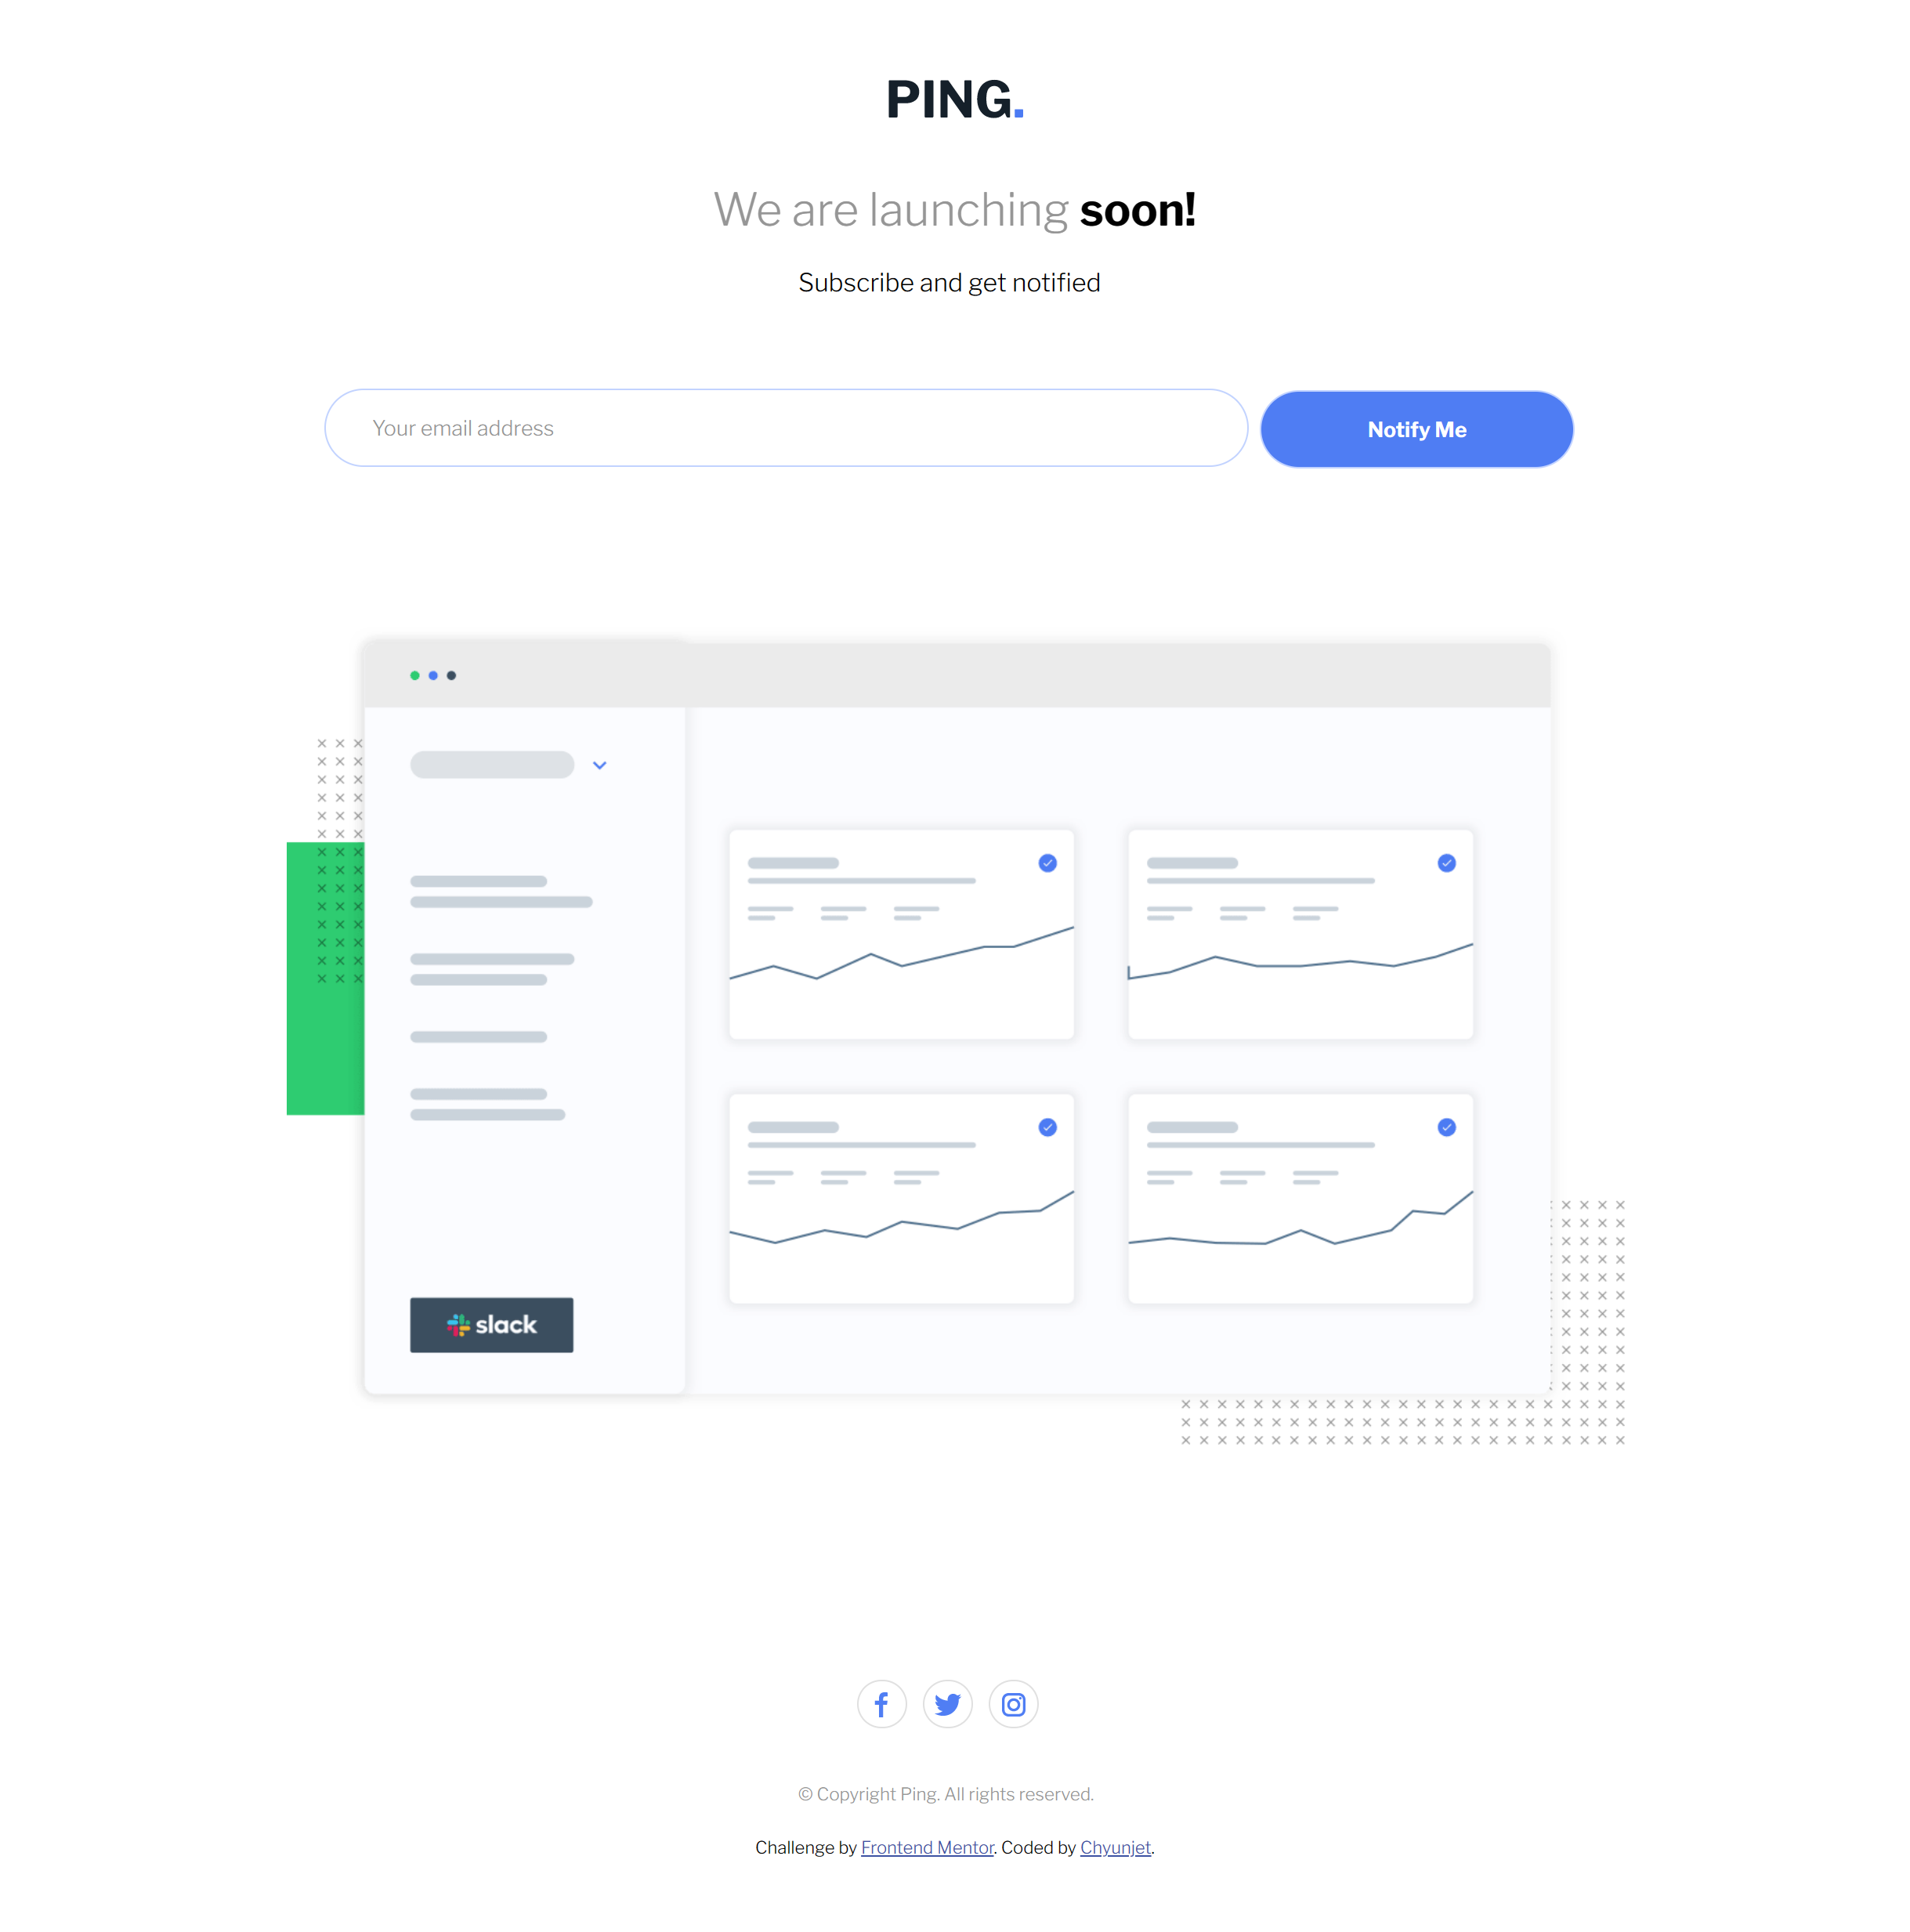 PING.
We are launching soon!
Subscribe and get notified
Your email address
Notify Me
slack
© Copyright Ping. All rights reserved.
Challenge by Frontend Mentor. Coded by Chyunjet.